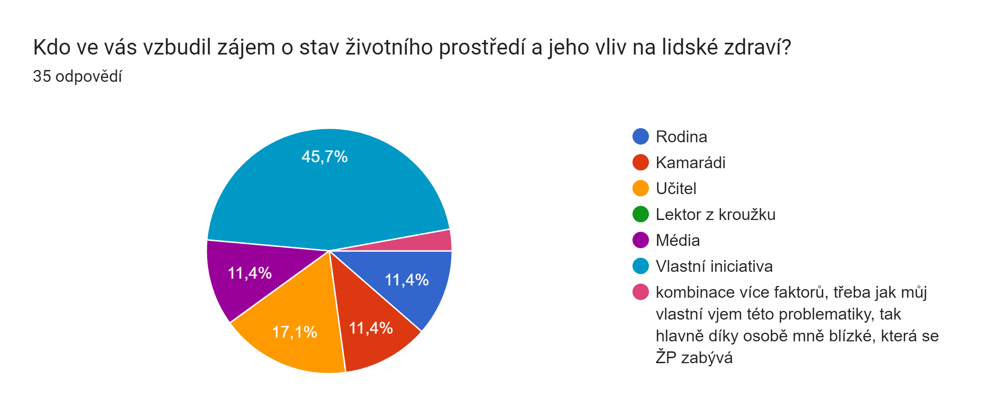 Kdo ve vás vzbudil zájem o stav životního prostředí a jeho vliv na lidské zdraví?
35 odpovědí
45,7%
11,4%
11,4%
17,1%
11,4%
Rodina
Kamarádi
Učitel
Lektor z kroužku
Média
Vlastní iniciativa
kombinace více faktorů, třeba jak můj
vlastní vjem této problematiky, tak
hlavně díky osobě mně blízké, která se
ŽP zabývá